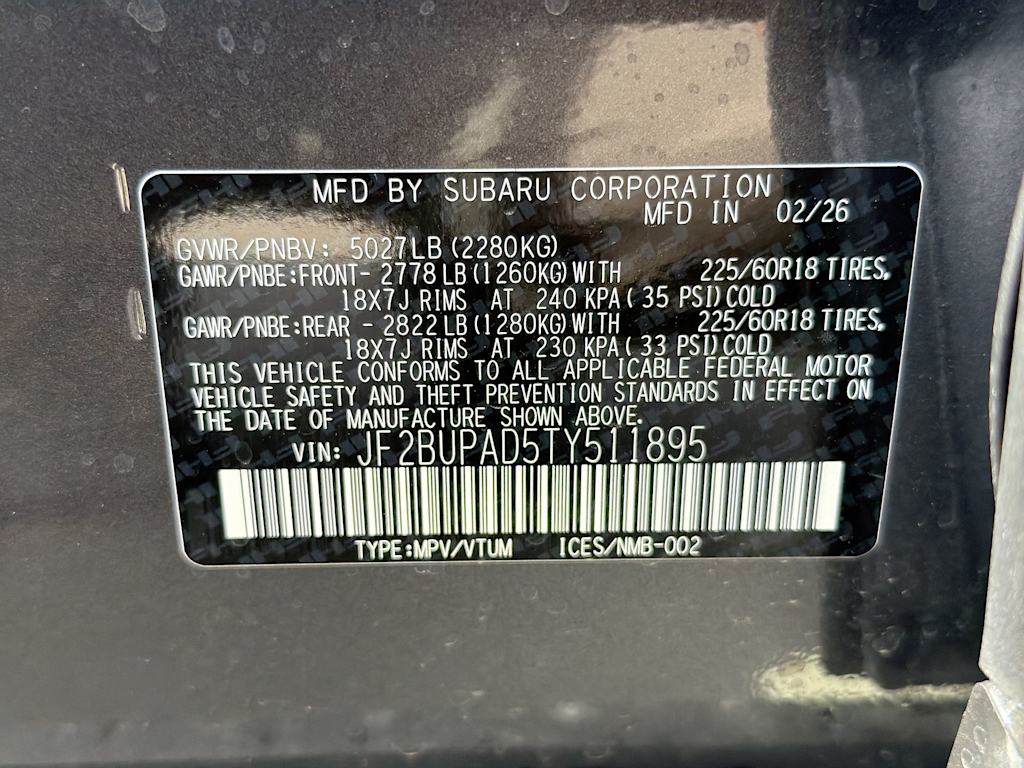 MFD BY SUBARU CORPORATION
MFD IN 02/26
GVWR/PNBV: 5027LB (2280KG)
GAWR/PNBE:FRONT- 2778 LB (1260KG) WITH 225/60R18 TIRES,
18X7J RIMS AT 240 KPA ( 35 PSI) COLD
GAWR/PNBE:REAR - 2822 LB (1280KG) WITH 225/60R18 TIRES,
18X7J RIMS AT 230 KPA ( 33 PSI) COLD
THIS VEHICLE CONFORMS TO ALL APPLICABLE FEDERAL MOTOR
VEHICLE SAFETY AND THEFT PREVENTION STANDARDS IN EFFECT ON
THE DATE OF MANUFACTURE SHOWN ABOVE.
VIN: JF2BUPAD5TY511895
TYPE:MPV/VTUM ICES/NMB-002